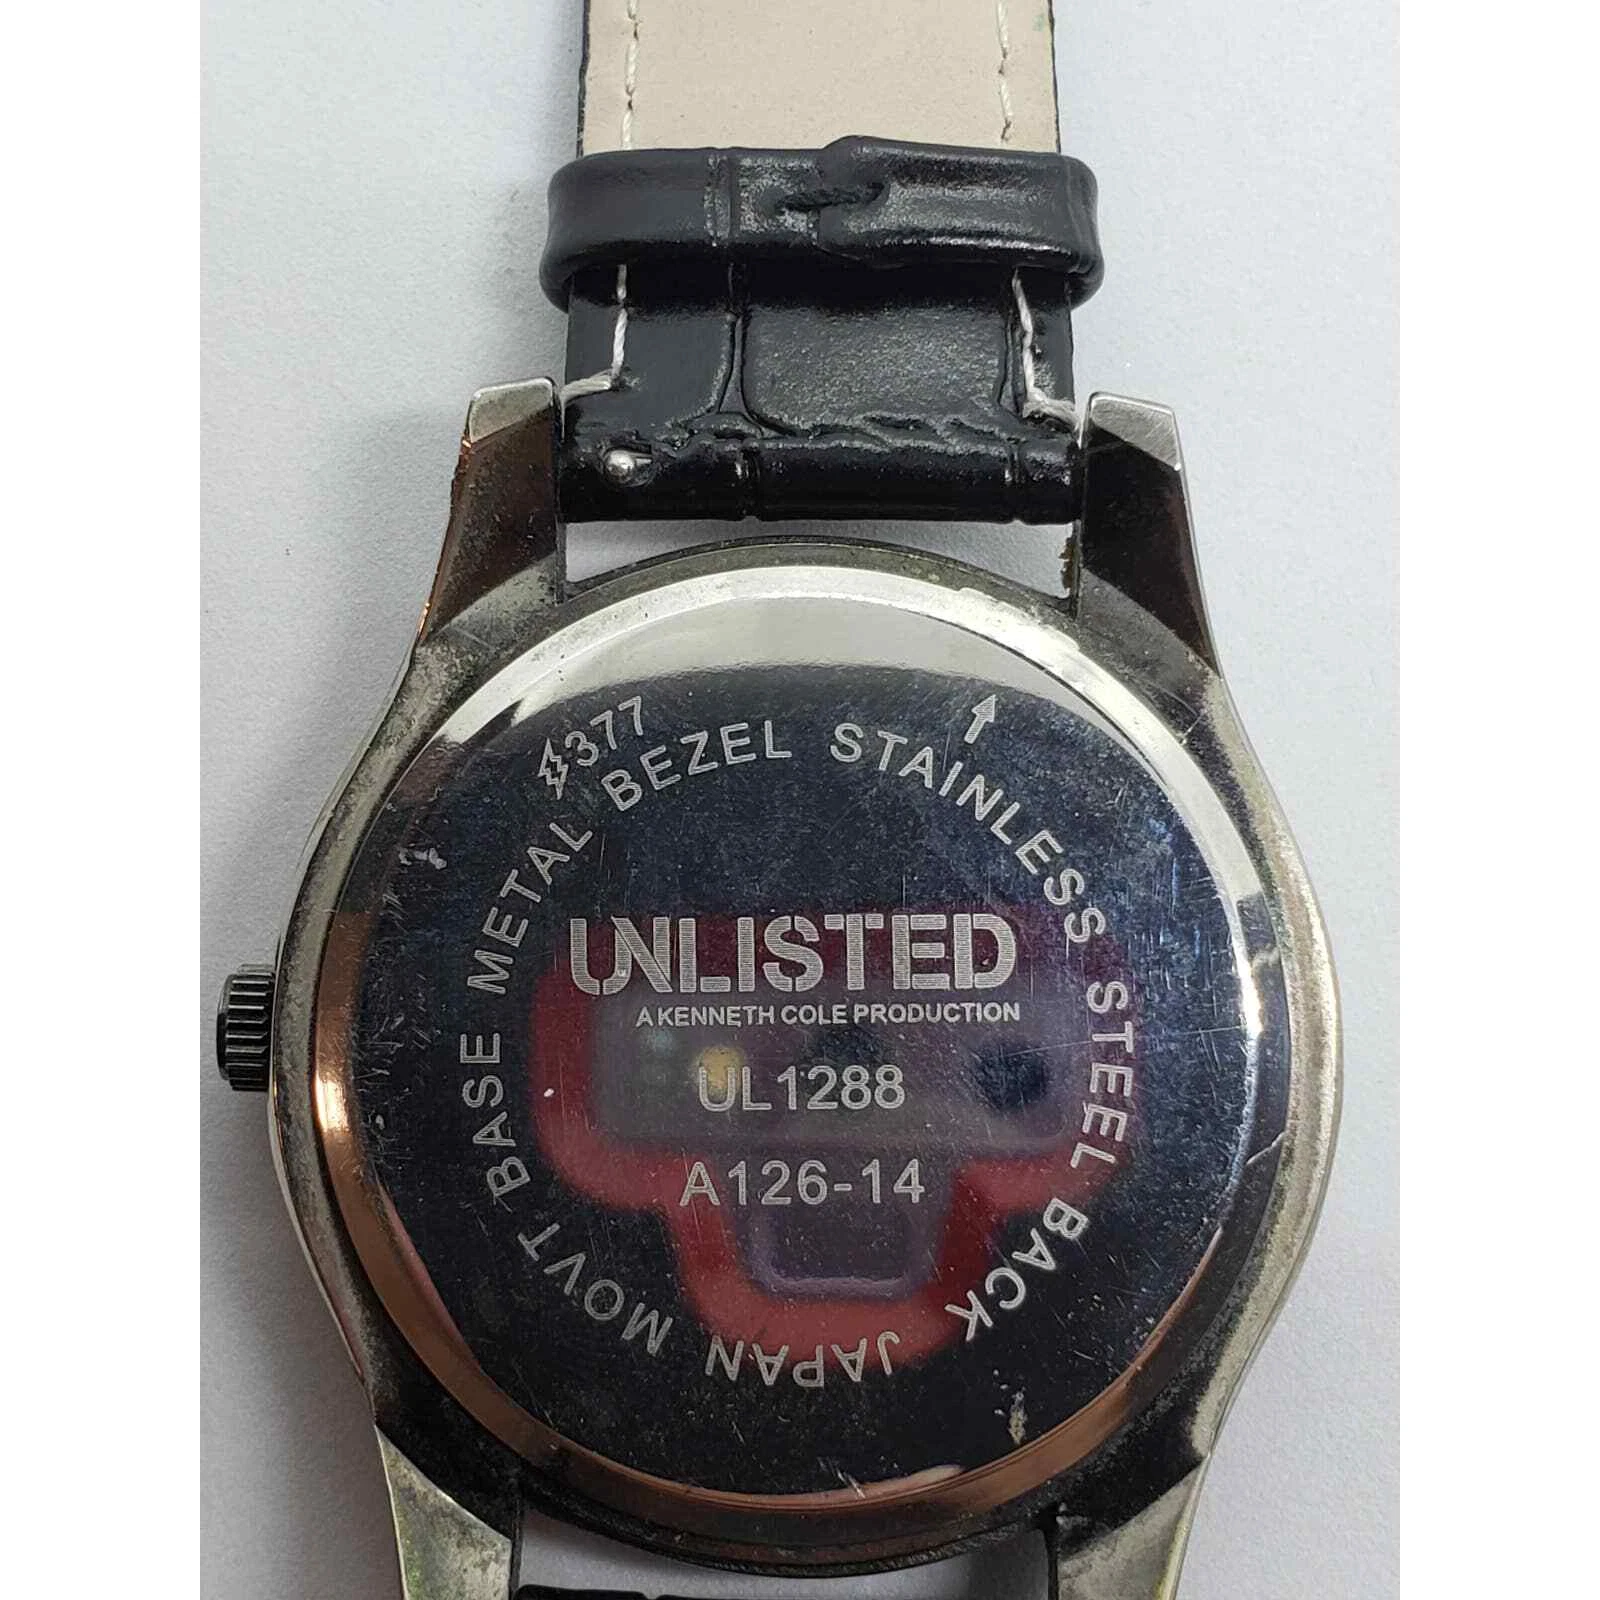 377
BASE METAL BEZEL STAINLESS STEEL BACK JAPAN MOVT
UNLISTED
A KENNETH COLE PRODUCTION
UL1288
A126-14